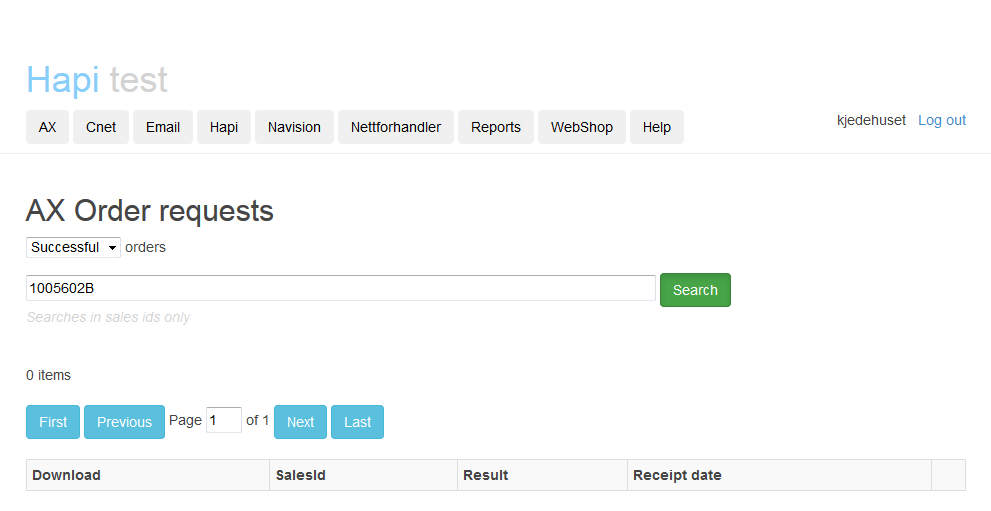 Hapi test
AX Cnet Email Hapi Navision Nettforhandler Reports WebShop Help kjedehuset Log out
AX Order requests
Successful orders
1005602B Search
Searches in sales ids only
0 items
First Previous Page 1 of 1 Next Last
Download SalesId Result Receipt date